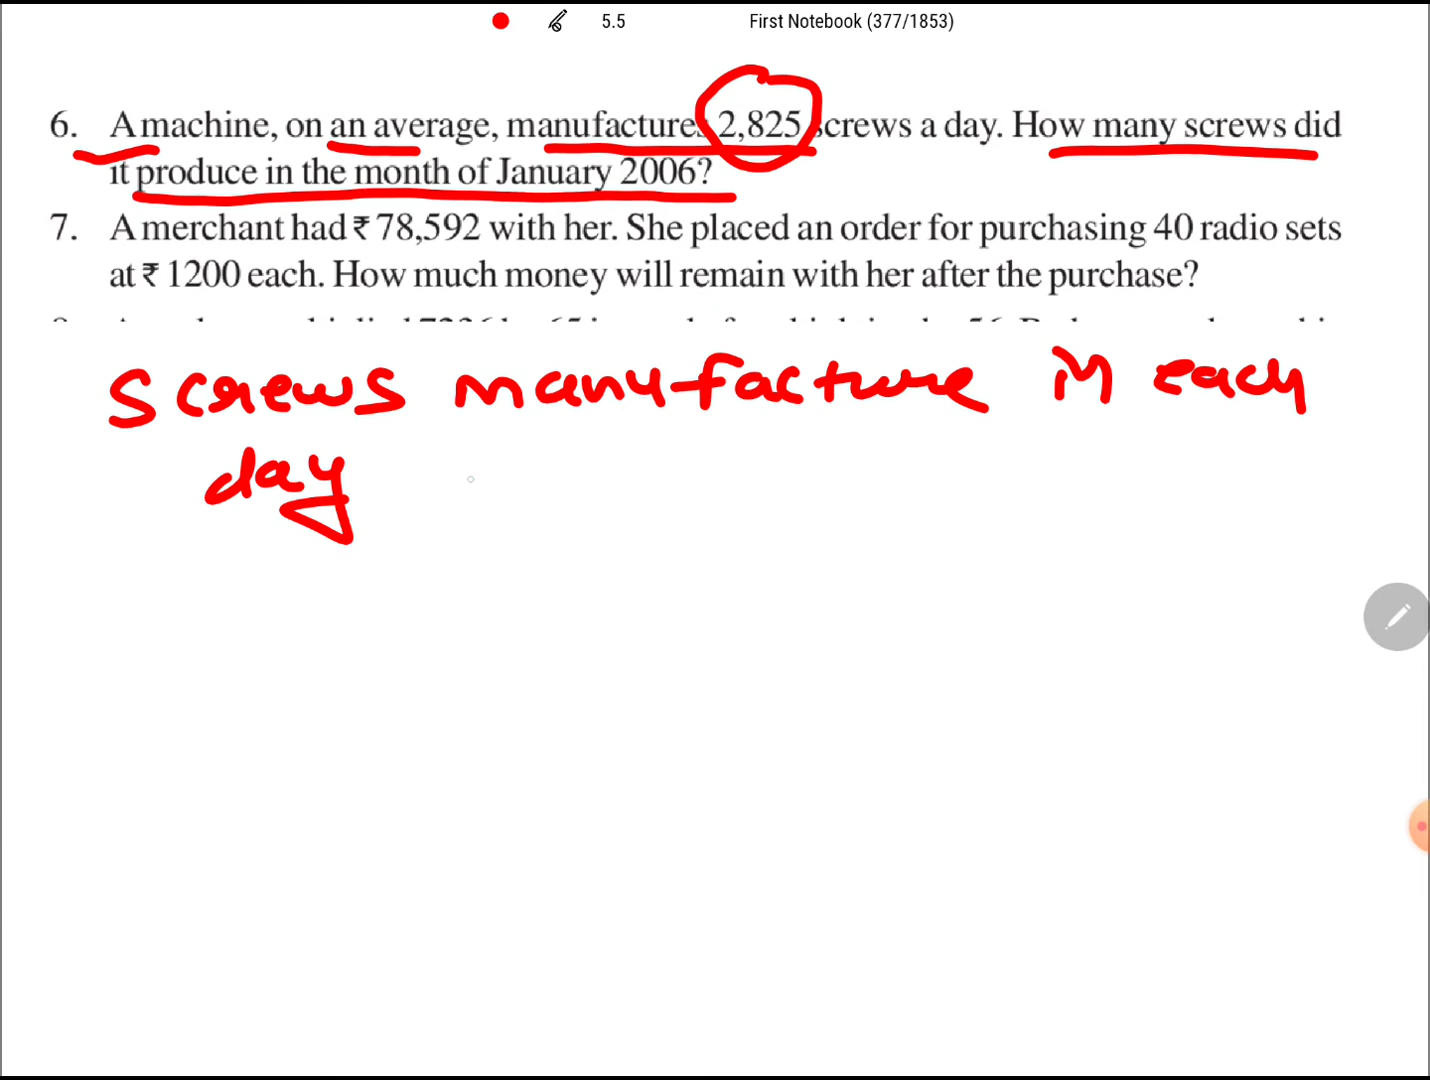 5.5 First Notebook (377/1853)
6. A machine, on an average, manufactures 2,825 screws a day. How many screws did
it produce in the month of January 2006?
7. A merchant had ₹ 78,592 with her. She placed an order for purchasing 40 radio sets
at ₹ 1200 each. How much money will remain with her after the purchase?
screws manufacture in each
day